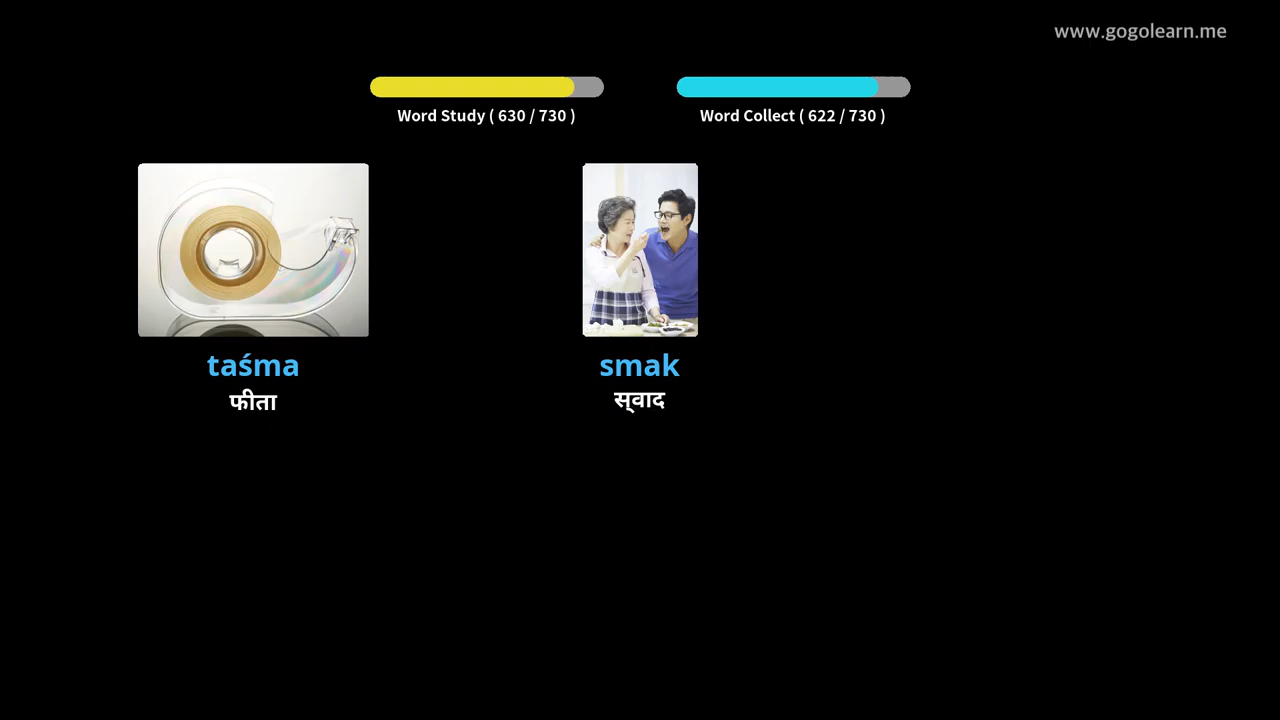 www.gogolearn.me
Word Study ( 630 / 730 )
Word Collect ( 622 / 730 )
taśma
फीता
smak
स्‌वाद